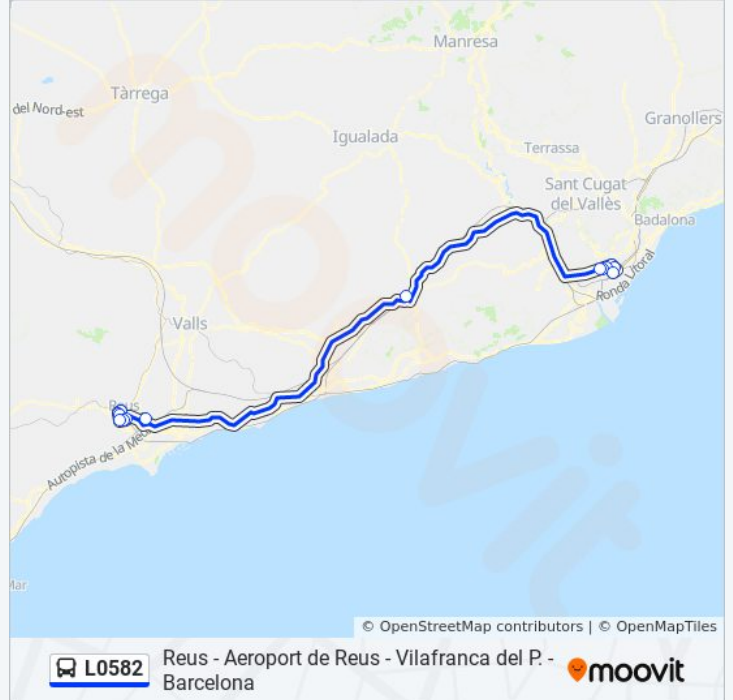 Manresa
Tàrrega
del Nord-est
Granollers
Igualada
Terrassa
Sant Cugat
del Vallès
Badalona
Ronda Litoral
Valls
Reus
Autopista de la Med
Mar
moovit
© OpenStreetMap contributors | © OpenMapTiles
L0582
Reus - Aeroport de Reus - Vilafranca del P. -
Barcelona
moovit